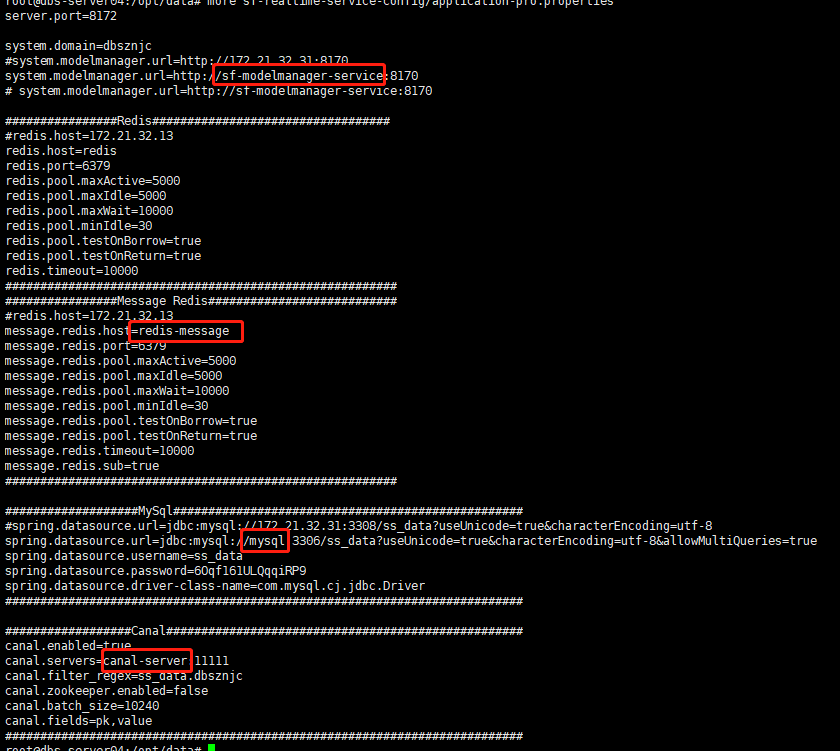 root@dbs-server04:/opt/data# more sf-realtime-service-config/application-pro.properties
server.port=8172
system.domain=dbsznjc
#system.modelmanager.url=http://172.21.32.31:8170
system.modelmanager.url=http://sf-modelmanager-service:8170
# system.modelmanager.url=http://sf-modelmanager-service:8170
################Redis##################################
#redis.host=172.21.32.13
redis.host=redis
redis.port=6379
redis.pool.maxActive=5000
redis.pool.maxIdle=5000
redis.pool.maxWait=10000
redis.pool.minIdle=30
redis.pool.testOnBorrow=true
redis.pool.testOnReturn=true
redis.timeout=10000
########################################################
################Message Redis###########################
#redis.host=172.21.32.13
message.redis.host=redis-message
message.redis.port=6379
message.redis.pool.maxActive=5000
message.redis.pool.maxIdle=5000
message.redis.pool.maxWait=10000
message.redis.pool.minIdle=30
message.redis.pool.testOnBorrow=true
message.redis.pool.testOnReturn=true
message.redis.timeout=10000
message.redis.sub=true
########################################################
###################MySql##################################################
#spring.datasource.url=jdbc:mysql://172.21.32.31:3308/ss_data?useUnicode=true&characterEncoding=utf-8
spring.datasource.url=jdbc:mysql://mysql:3306/ss_data?useUnicode=true&characterEncoding=utf-8&allowMultiQueries=true
spring.datasource.username=ss_data
spring.datasource.password=6Oqf161ULQqqiRP9
spring.datasource.driver-class-name=com.mysql.cj.jdbc.Driver
##########################################################################
##################Canal###################################################
canal.enabled=true
canal.servers=canal-server:11111
canal.filter_regex=ss_data.dbsznjc
canal.zookeeper.enabled=false
canal.batch_size=10240
canal.fields=pk,value
##########################################################################
root@dbs-server04:/opt/data#